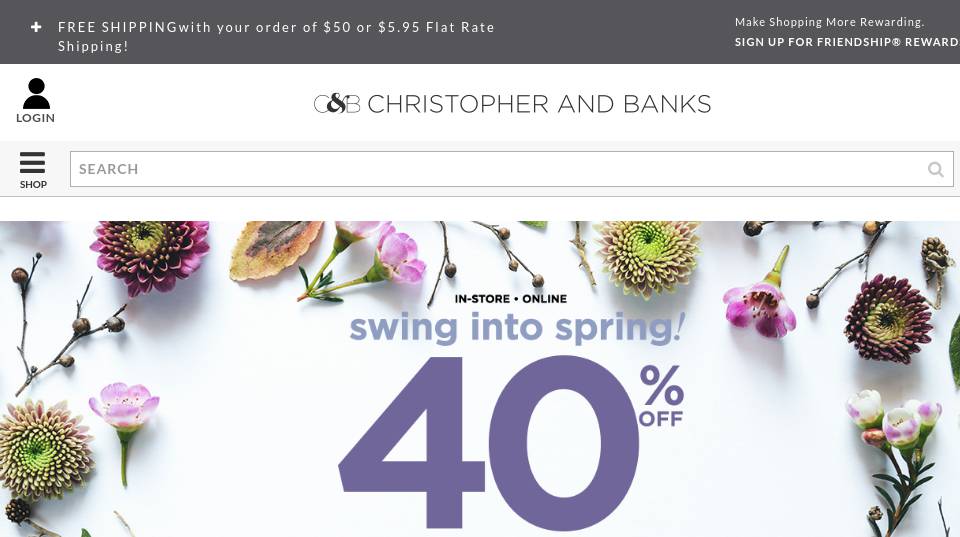 FREE SHIPPINGwith your order of $50 or $5.95 Flat Rate
Shipping!
Make Shopping More Rewarding.
SIGN UP FOR FRIENDSHIP® REWARD
LOGIN
C&B CHRISTOPHER AND BANKS
SHOP
SEARCH
IN-STORE • ONLINE
swing into spring!
40%
OFF